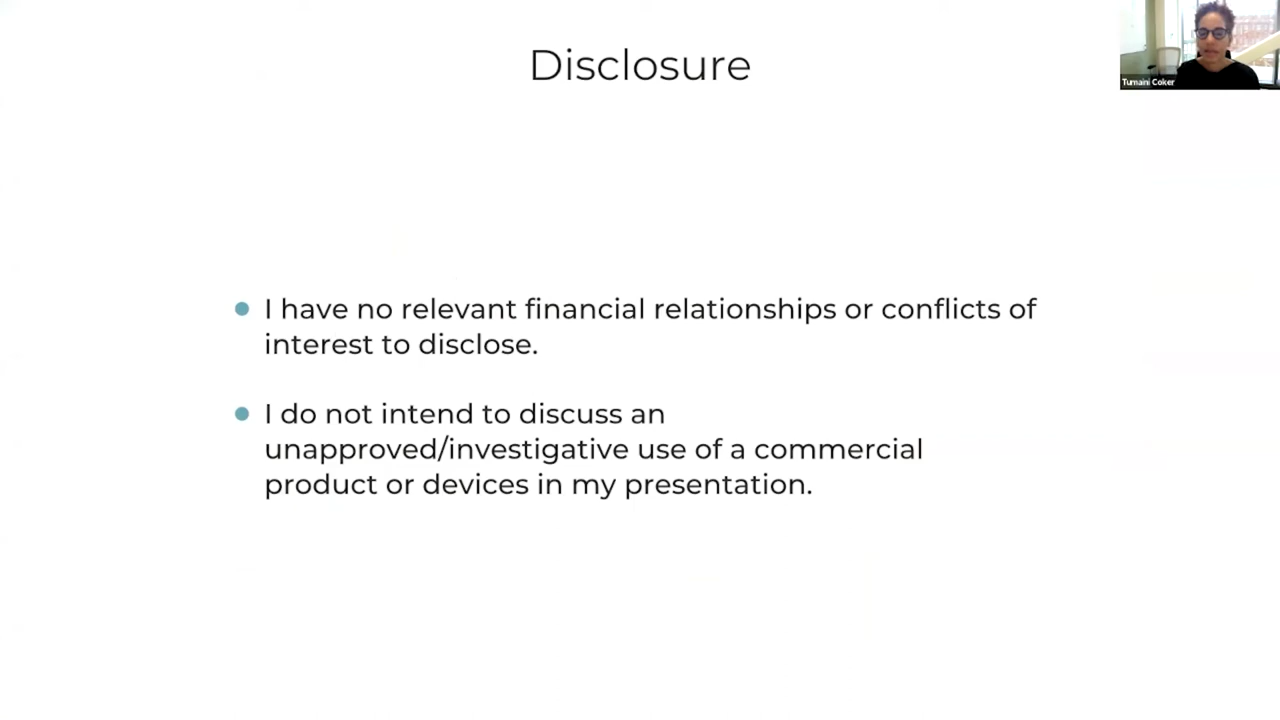 Disclosure
Tumaini Coker
I have no relevant financial relationships or conflicts of
interest to disclose.
I do not intend to discuss an
unapproved/investigative use of a commercial
product or devices in my presentation.